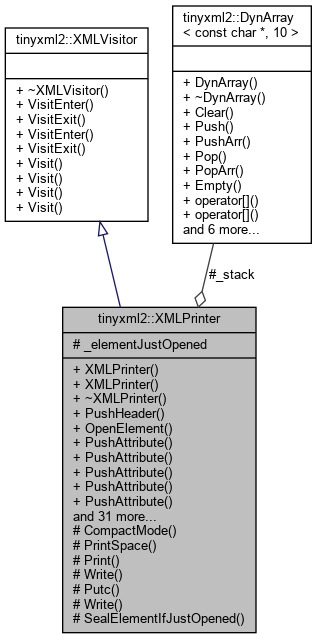 tinyxml2::XMLVisitor
+ ~XMLVisitor()
+ VisitEnter()
+ VisitExit()
+ VisitEnter()
+ VisitExit()
+ Visit()
+ Visit()
+ Visit()
+ Visit()
tinyxml2::DynArray
< const char *, 10 >
+ DynArray()
+ ~DynArray()
+ Clear()
+ Push()
+ PushArr()
+ Pop()
+ PopArr()
+ Empty()
+ operator[]()
+ operator[]()
and 6 more...
#_stack
tinyxml2::XMLPrinter
# _elementJustOpened
+ XMLPrinter()
+ XMLPrinter()
+ ~XMLPrinter()
+ PushHeader()
+ OpenElement()
+ PushAttribute()
+ PushAttribute()
+ PushAttribute()
+ PushAttribute()
+ PushAttribute()
and 31 more...
# CompactMode()
# PrintSpace()
# Print()
# Write()
# Putc()
# Write()
# SealElementIfJustOpened()